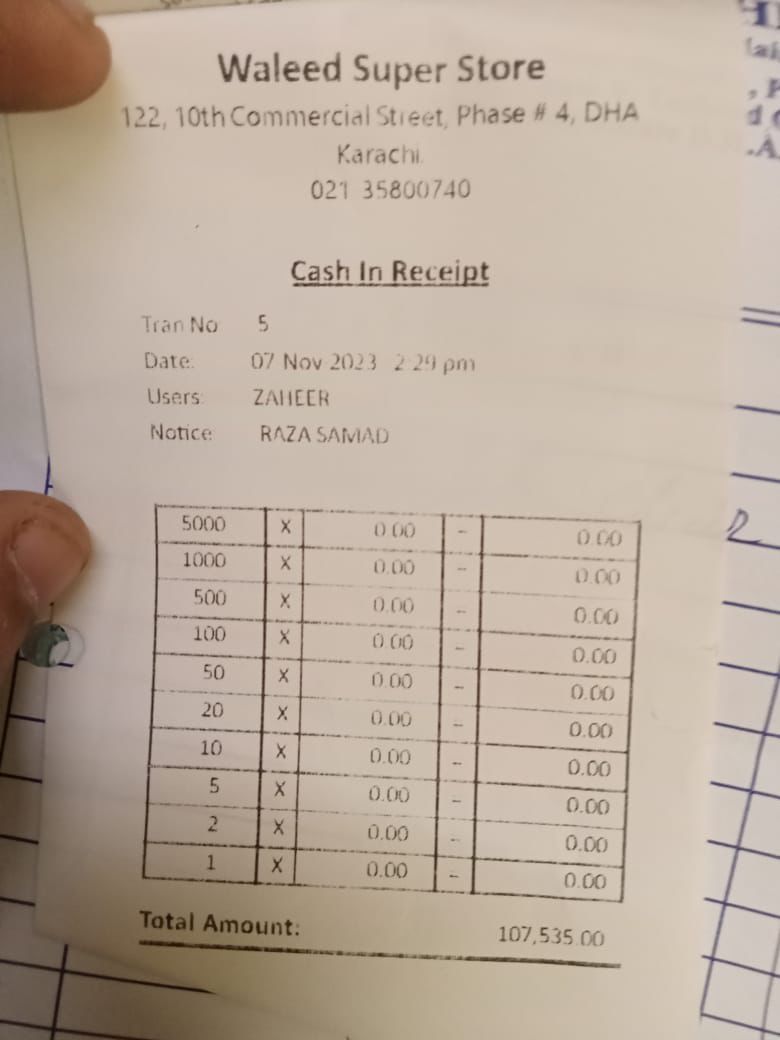 Waleed Super Store
122, 10th Commercial Street, Phase # 4, DHA
Karachi.
021 35800740
Cash In Receipt
Tran No 5
Date: 07 Nov 2023 2:29 pm
Users: ZAHEER
Notice RAZA SAMAD
5000 X 0.00 - 0.00
1000 X 0.00 - 0.00
500 X 0.00 - 0.00
100 X 0.00 - 0.00
50 X 0.00 - 0.00
20 X 0.00 - 0.00
10 X 0.00 - 0.00
5 X 0.00 - 0.00
2 X 0.00 - 0.00
1 X 0.00 - 0.00
Total Amount: 107,535.00